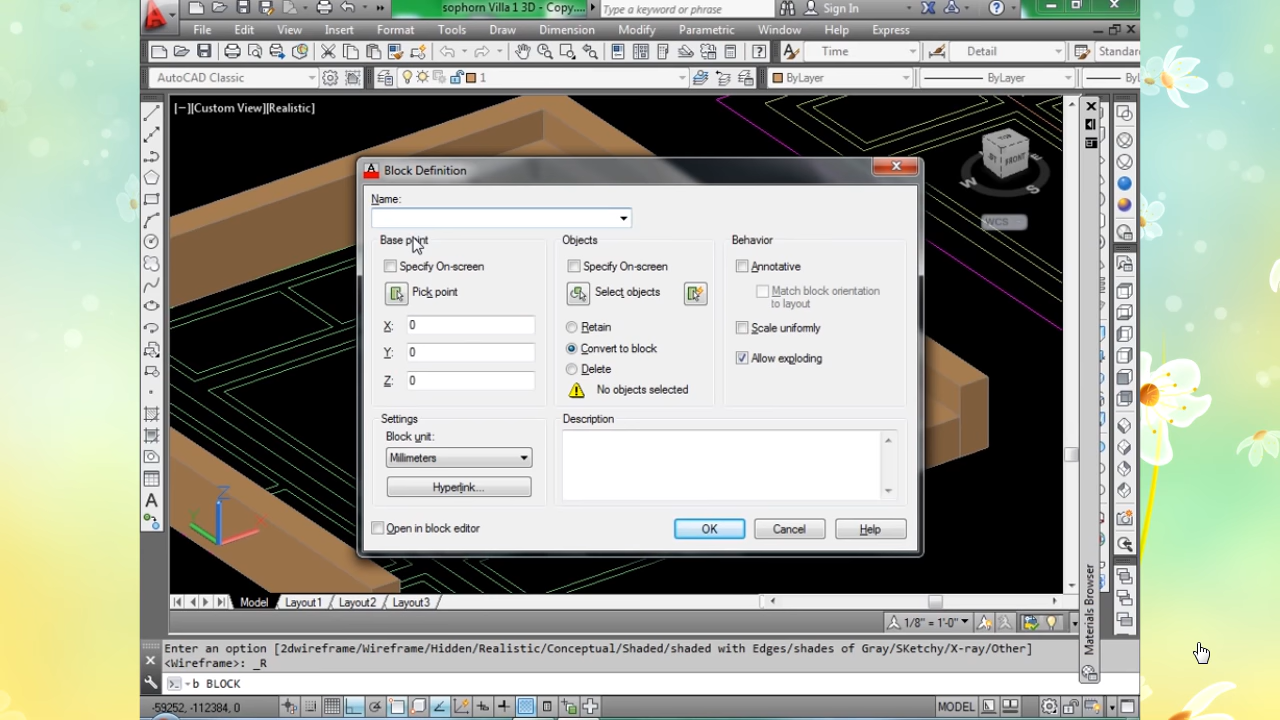 sophorn Villa 1 3D - Copy....
Type a keyword or phrase
Sign In
File Edit View Insert Format Tools Draw Dimension Modify Parametric Window Help Express
Time Detail Standar
AutoCAD Classic 1 ByLayer ByLayer ByL
[−][Custom View][Realistic]
FRONT
W S
WCS
Block Definition
Name:
Base point Objects Behavior
Specify On-screen Specify On-screen Annotative
Pick point Select objects Match block orientation
to layout
X: 0 Retain Scale uniformly
Y: 0 Convert to block Allow exploding
Z: 0 Delete
No objects selected
Settings Description
Block unit:
Millimeters
Hyperlink...
Open in block editor OK Cancel Help
Z
Model Layout1 Layout2 Layout3
1/8" = 1'-0"
Materials Browser
Enter an option [2dwireframe/Wireframe/Hidden/Realistic/Conceptual/Shaded/shaded with Edges/shades of Gray/SKetchy/X-ray/Other]
<Wireframe>: _R
b BLOCK
-59252, -112384, 0 MODEL